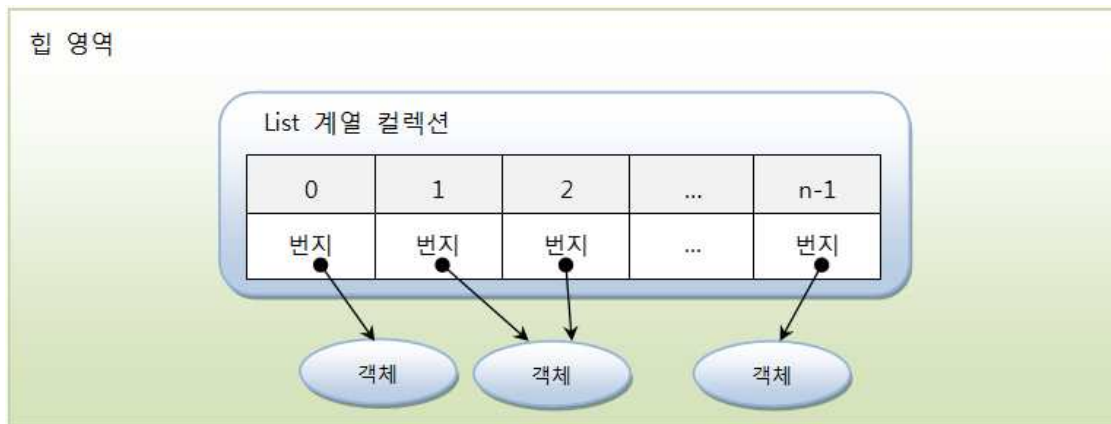 힙 영역
List 계열 컬렉션
0 1 2 ... n-1
번지 번지 번지 ... 번지
객체 객체 객체